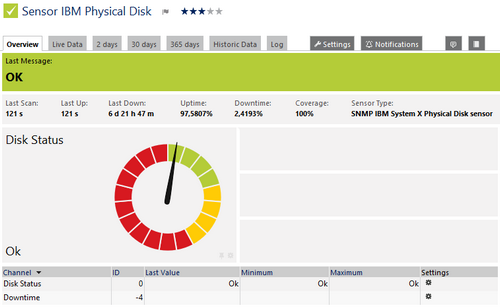 Sensor IBM Physical Disk
Overview Live Data 2 days 30 days 365 days Historic Data Log Settings Notifications
Last Message:
OK
Last Scan: Last Up: Last Down: Uptime: Downtime: Coverage: Sensor Type:
121 s 121 s 6 d 21 h 47 m 97,5807% 2,4193% 100% SNMP IBM System X Physical Disk sensor
Disk Status
Ok
Channel ID Last Value Minimum Maximum Settings
Disk Status 0 Ok Ok Ok
Downtime -4